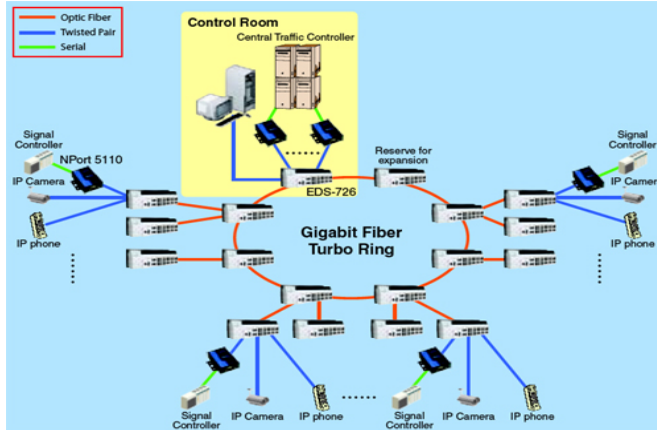 Optic Fiber
Twisted Pair
Serial
Control Room
Central Traffic Controller
Signal
Controller
NPort 5110
IP Camera
IP phone
EDS-726
Reserve for
expansion
Signal
Controller
IP Camera
IP phone
Gigabit Fiber
Turbo Ring
Signal
Controller
IP Camera
IP phone
Signal
Controller
IP Camera
IP phone